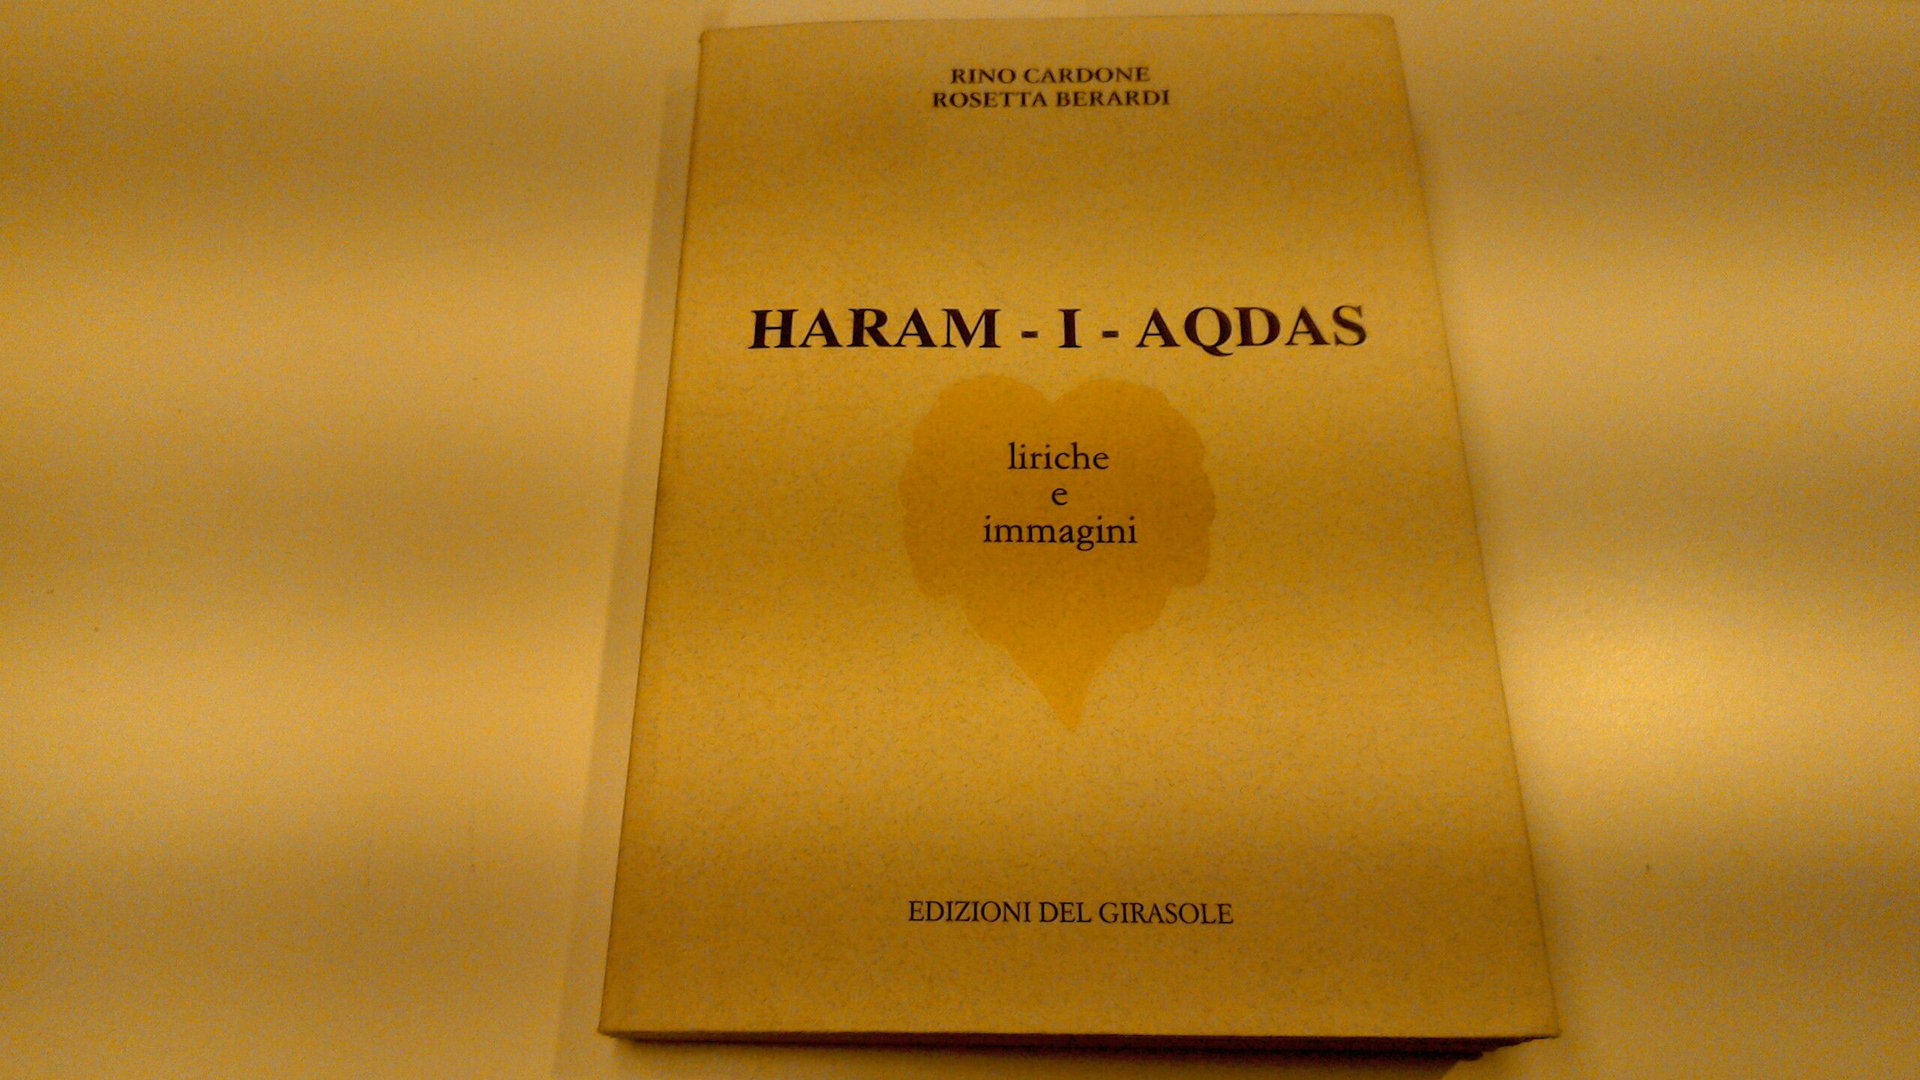 RINO CARDONE
ROSETTA BERARDI
HARAM - I - AQDAS
liriche
e
immagini
EDIZIONI DEL GIRASOLE